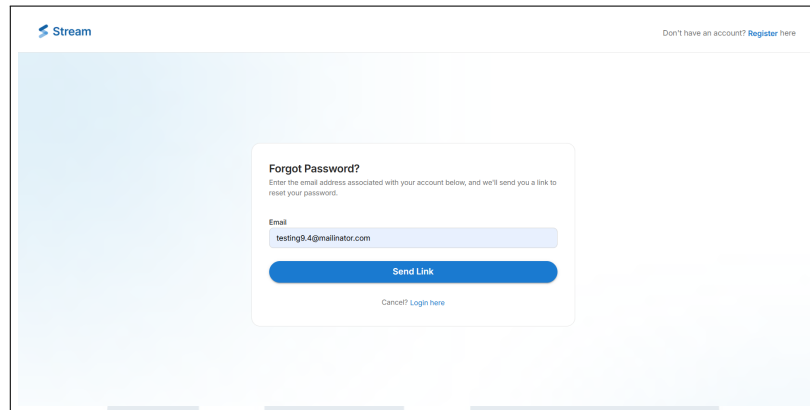 Stream
Don't have an account? Register here
Forgot Password?
Enter the email address associated with your account below, and we'll send you a link to
reset your password.
Email
testing9.4@mailinator.com
Send Link
Cancel? Login here